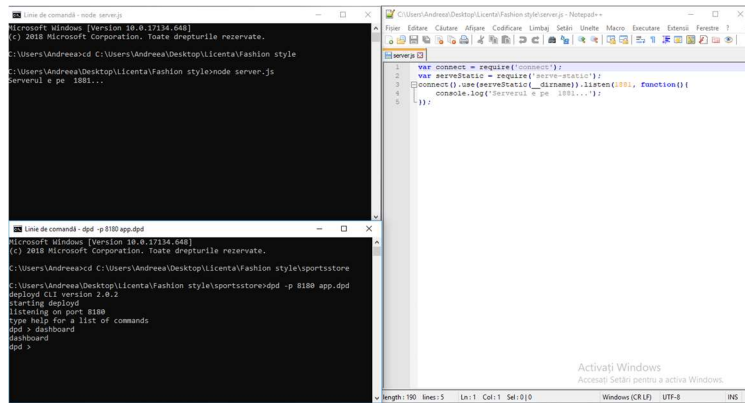 Linie de comandă - node server.js
Microsoft Windows [Version 10.0.17134.648]
(c) 2018 Microsoft Corporation. Toate drepturile rezervate.
C:\Users\Andreea>cd C:\Users\Andreea\Desktop\Licenta\Fashion style
C:\Users\Andreea\Desktop\Licenta\Fashion style>node server.js
Serverul e pe  1881...
Linie de comandă - dpd -p 8180 app.dpd
Microsoft Windows [Version 10.0.17134.648]
(c) 2018 Microsoft Corporation. Toate drepturile rezervate.
C:\Users\Andreea>cd C:\Users\Andreea\Desktop\Licenta\Fashion style\sportsstore
C:\Users\Andreea\Desktop\Licenta\Fashion style\sportsstore>dpd -p 8180 app.dpd
deployd CLI version 2.0.2
starting deployd
listening on port 8180
type help for a list of commands
dpd > dashboard
dashboard
dpd >
C:\Users\Andreea\Desktop\Licenta\Fashion style\server.js - Notepad++
Fișier Editare Căutare Afișare Codificare Limbaj Setări Unelte Macro Executare Extensii Ferestre ?
server.js
1 var connect = require('connect');
2 var serveStatic = require('serve-static');
3 connect().use(serveStatic(__dirname)).listen(1881, function(){
4 console.log('Serverul e pe  1881...');
5 });
Activați Windows
Accesați Setări pentru a activa Windows.
length : 190 lines : 5 Ln : 1 Col : 1 Sel : 0 | 0 Windows (CR LF) UTF-8 INS